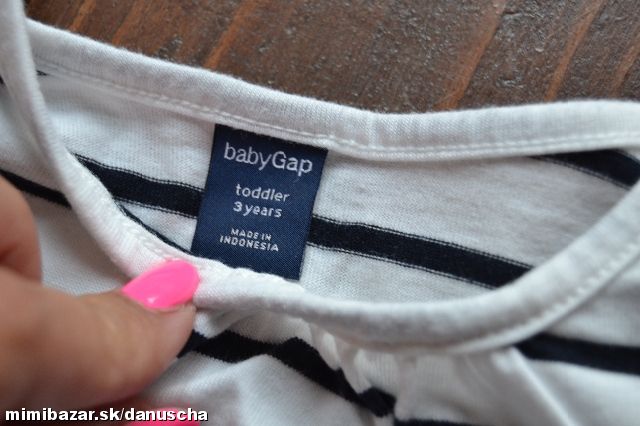 babyGap
toddler
3 years
MADE IN
INDONESIA
mimibazar.sk/danuscha